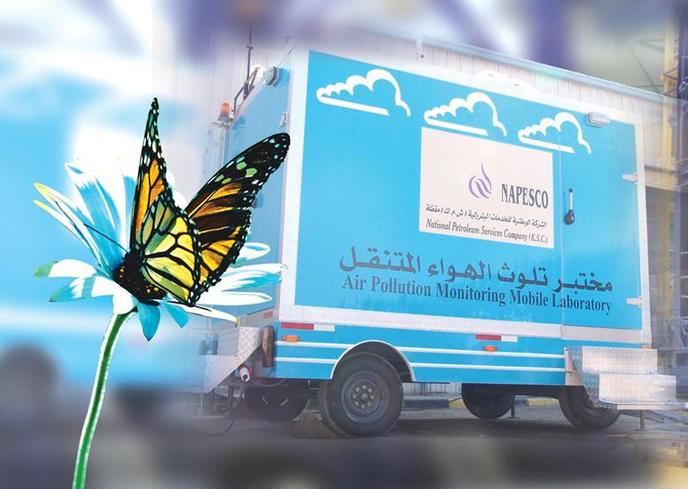 NAPESCO
الشركة الوطنية للخدمات البترولية (ش.م.ك) مقفلة
National Petroleum Services Company (K.S.C.)
مختبر تلوث الهواء المتنقل
Air Pollution Monitoring Mobile Laboratory